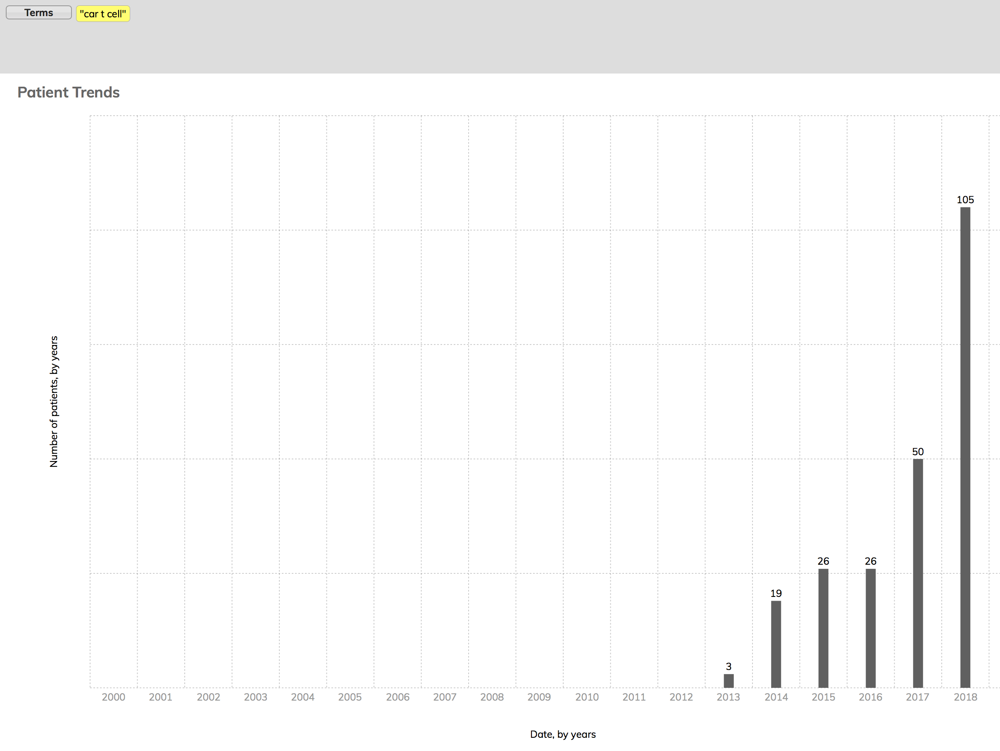 Terms "car t cell"
Patient Trends
Number of patients, by years
105
50
26 26
19
3
2000 2001 2002 2003 2004 2005 2006 2007 2008 2009 2010 2011 2012 2013 2014 2015 2016 2017 2018
Date, by years